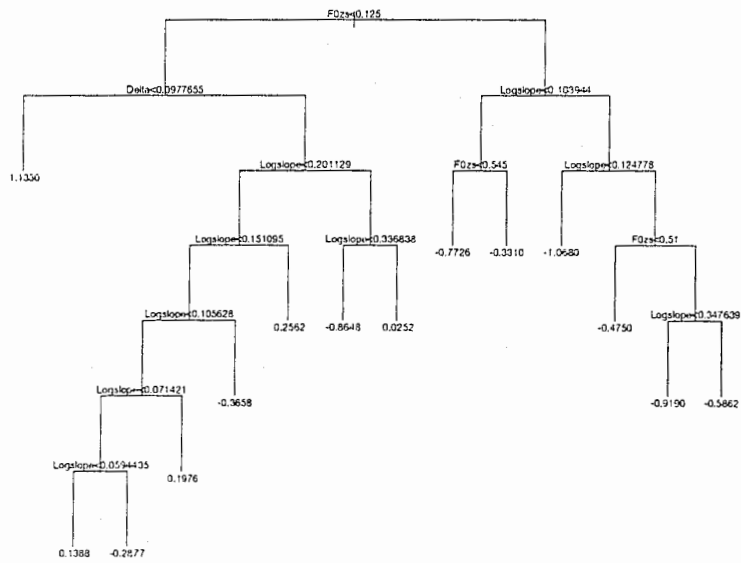 F0zs<0.125
Delta<0.0977655
Logslope<0.103944
1.1330
Logslope<0.201129
F0zs<0.545
Logslope<0.124778
Logslope<0.151095
Logslope<0.336838
-0.7726
-0.3310
-1.0680
F0zs<0.51
Logslope<0.105628
0.2562
-0.8648
0.0252
-0.4750
Logslope<0.347639
Logslope<0.071421
-0.3658
-0.9190
-0.5862
Logslope<0.0594435
0.1976
0.1388
-0.2877